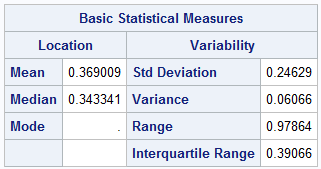 Basic Statistical Measures
Location Variability
Mean 0.369009 Std Deviation 0.24629
Median 0.343341 Variance 0.06066
Mode . Range 0.97864
Interquartile Range 0.39066